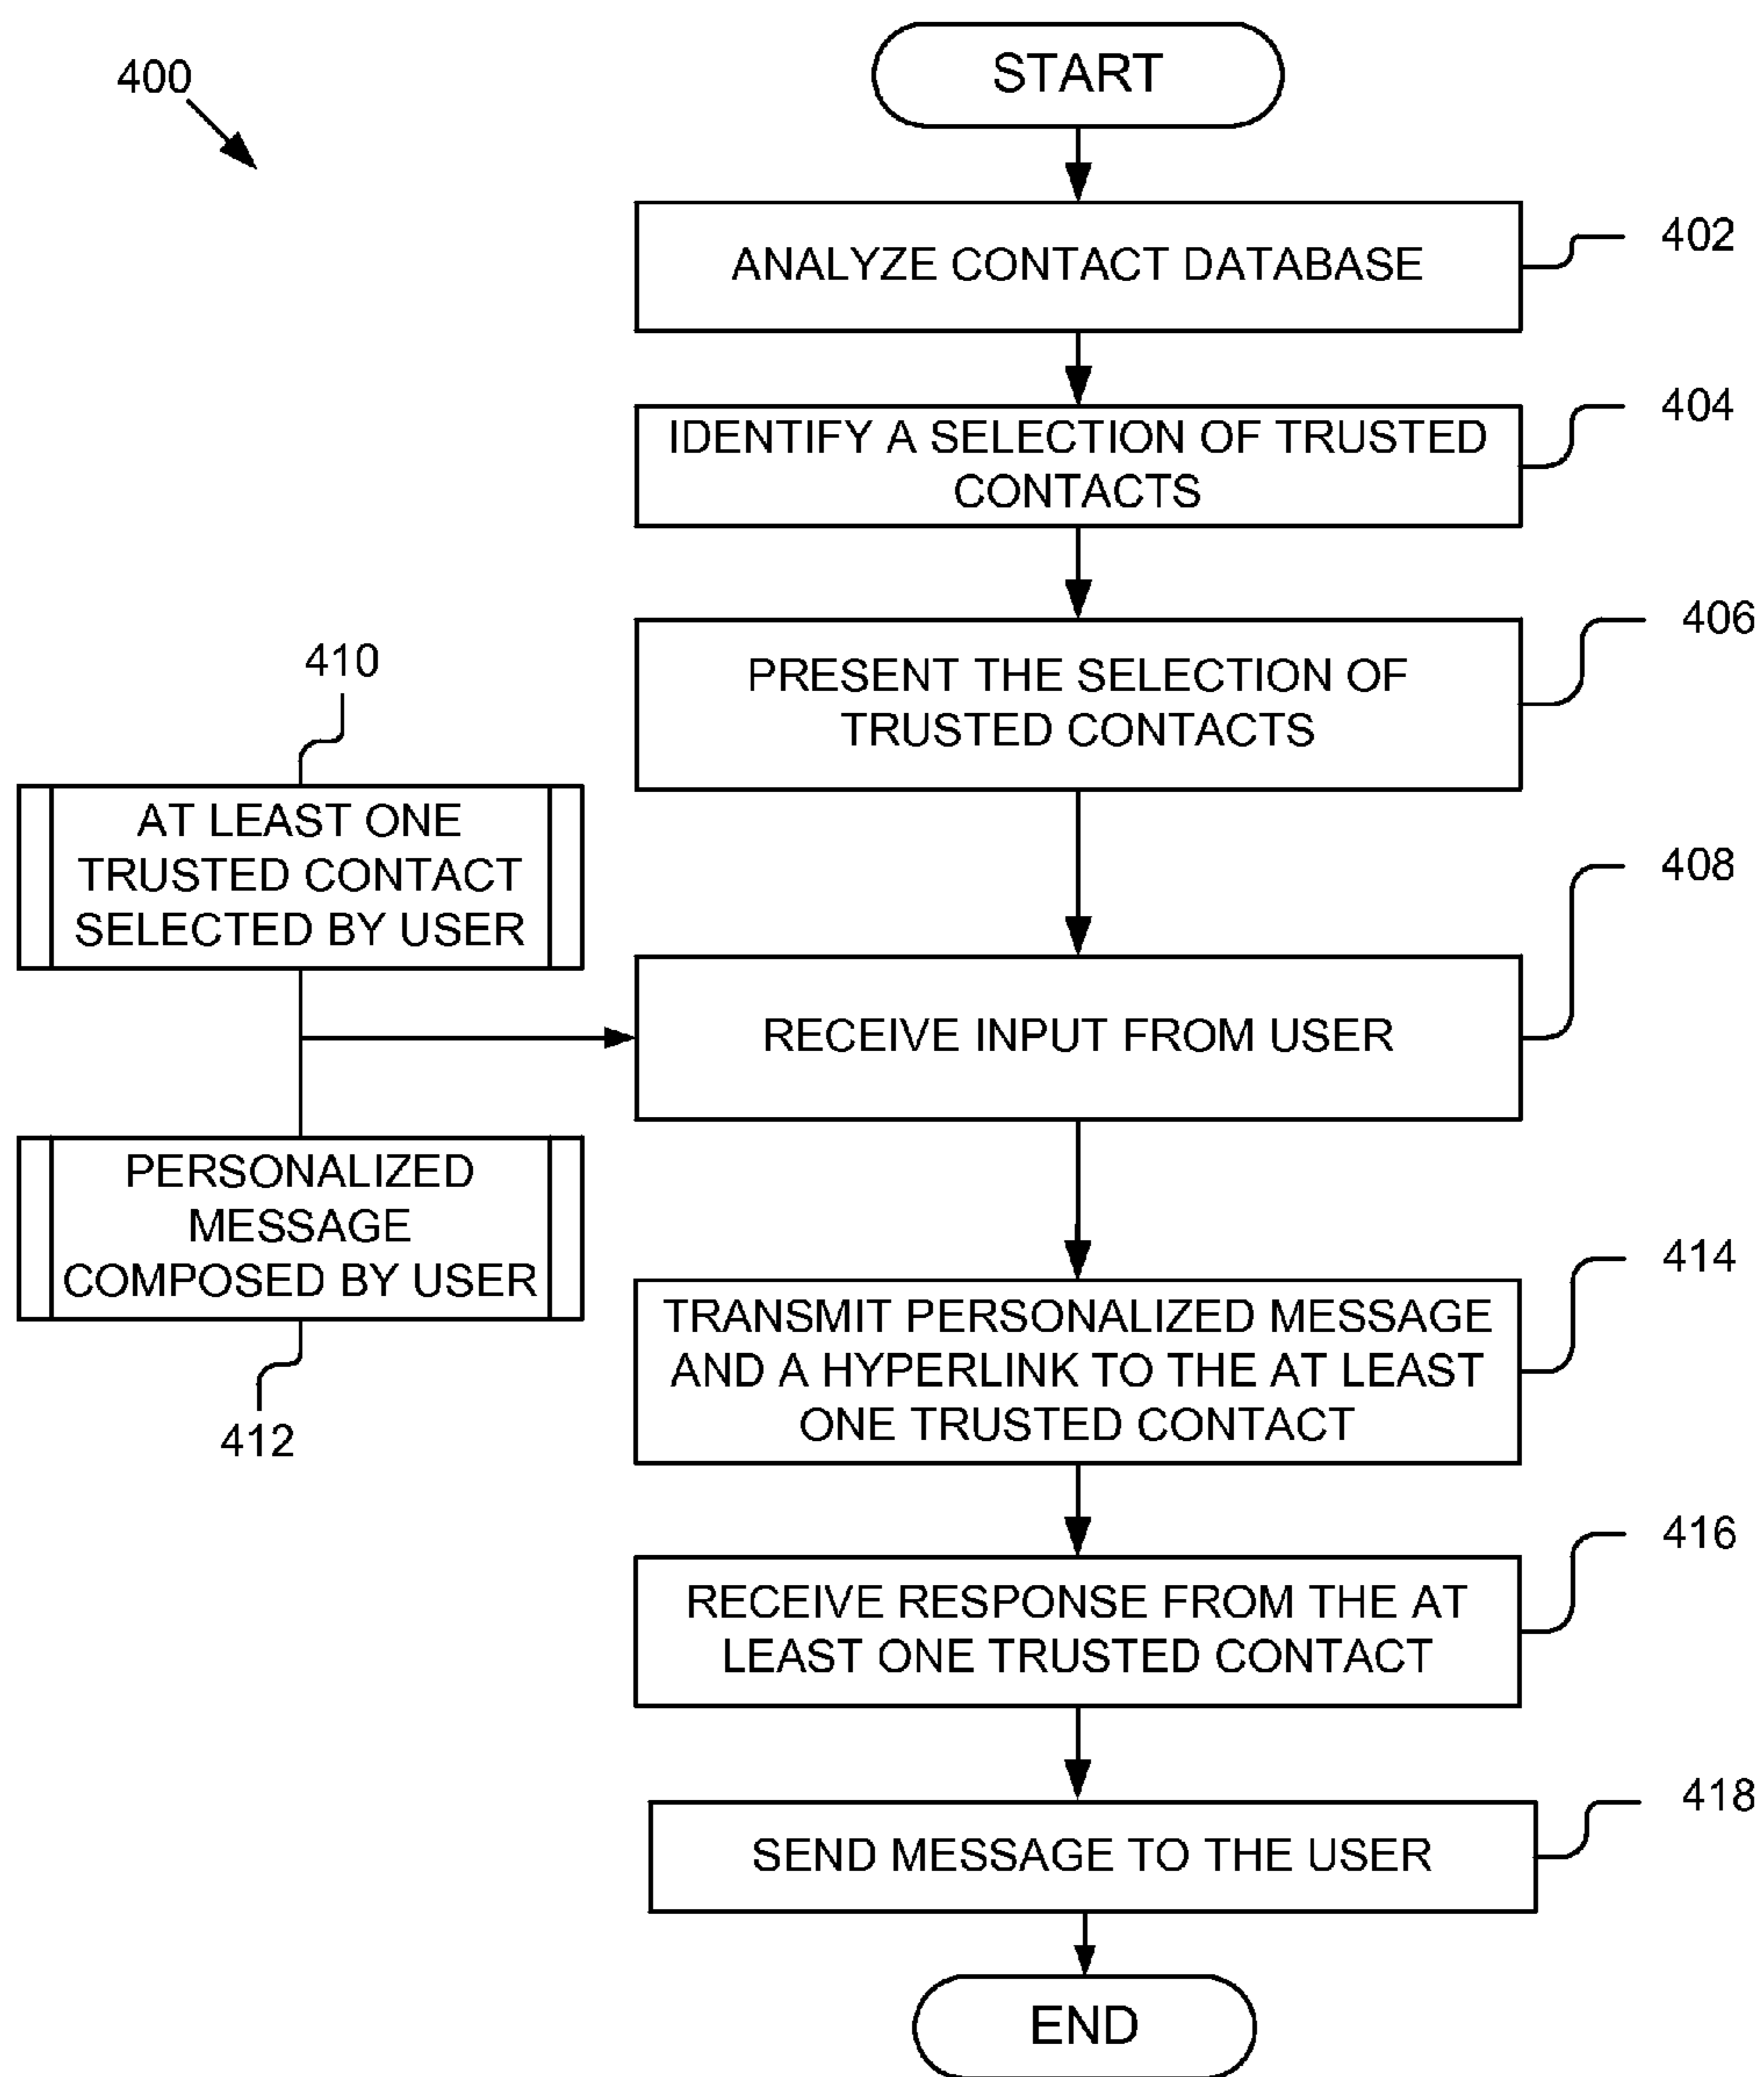 400
START
ANALYZE CONTACT DATABASE
402
IDENTIFY A SELECTION OF TRUSTED
CONTACTS
404
PRESENT THE SELECTION OF
TRUSTED CONTACTS
406
410
AT LEAST ONE
TRUSTED CONTACT
SELECTED BY USER
RECEIVE INPUT FROM USER
408
PERSONALIZED
MESSAGE
COMPOSED BY USER
412
TRANSMIT PERSONALIZED MESSAGE
AND A HYPERLINK TO THE AT LEAST
ONE TRUSTED CONTACT
414
RECEIVE RESPONSE FROM THE AT
LEAST ONE TRUSTED CONTACT
416
SEND MESSAGE TO THE USER
418
END